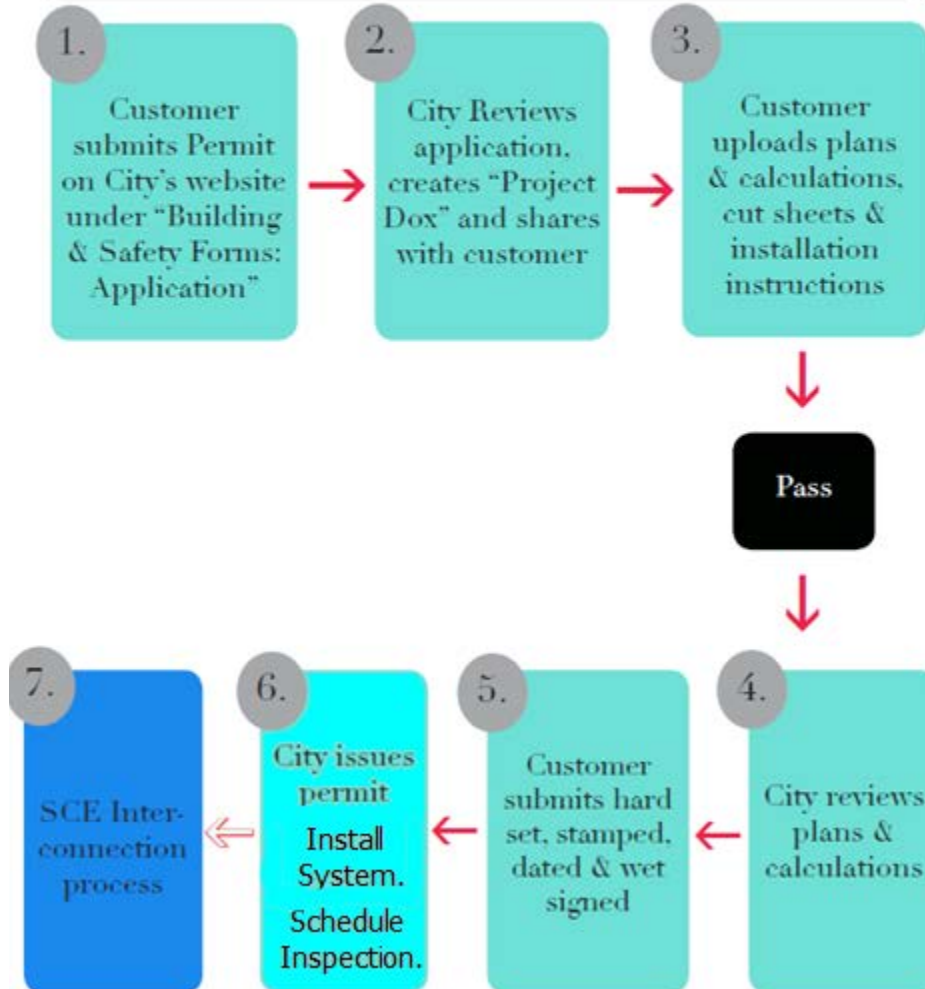 1.
Customer
submits Permit
on City's website
under "Building
& Safety Forms:
Application"
2.
City Reviews
application,
creates "Project
Dox" and shares
with customer
3.
Customer
uploads plans
& calculations,
cut sheets &
installation
instructions
Pass
4.
City reviews
plans &
calculations
5.
Customer
submits hard
set, stamped,
dated & wet
signed
6.
City issues
permit
Install
System.
Schedule
Inspection.
7.
SCE Inter-
connection
process